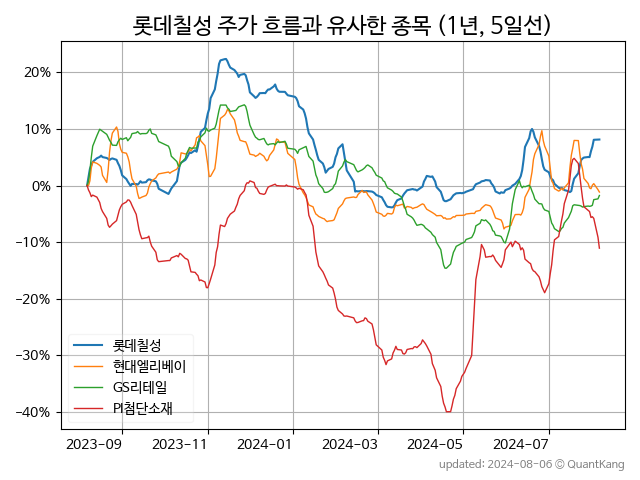 롯데칠성 주가 흐름과 유사한 종목 (1년, 5일선)
20%
10%
0%
−10%
−20%
−30%
−40%
롯데칠성
현대엘리베이
GS리테일
PI첨단소재
2023-09
2023-11
2024-01
2024-03
2024-05
2024-07
updated: 2024-08-06 © QuantKang